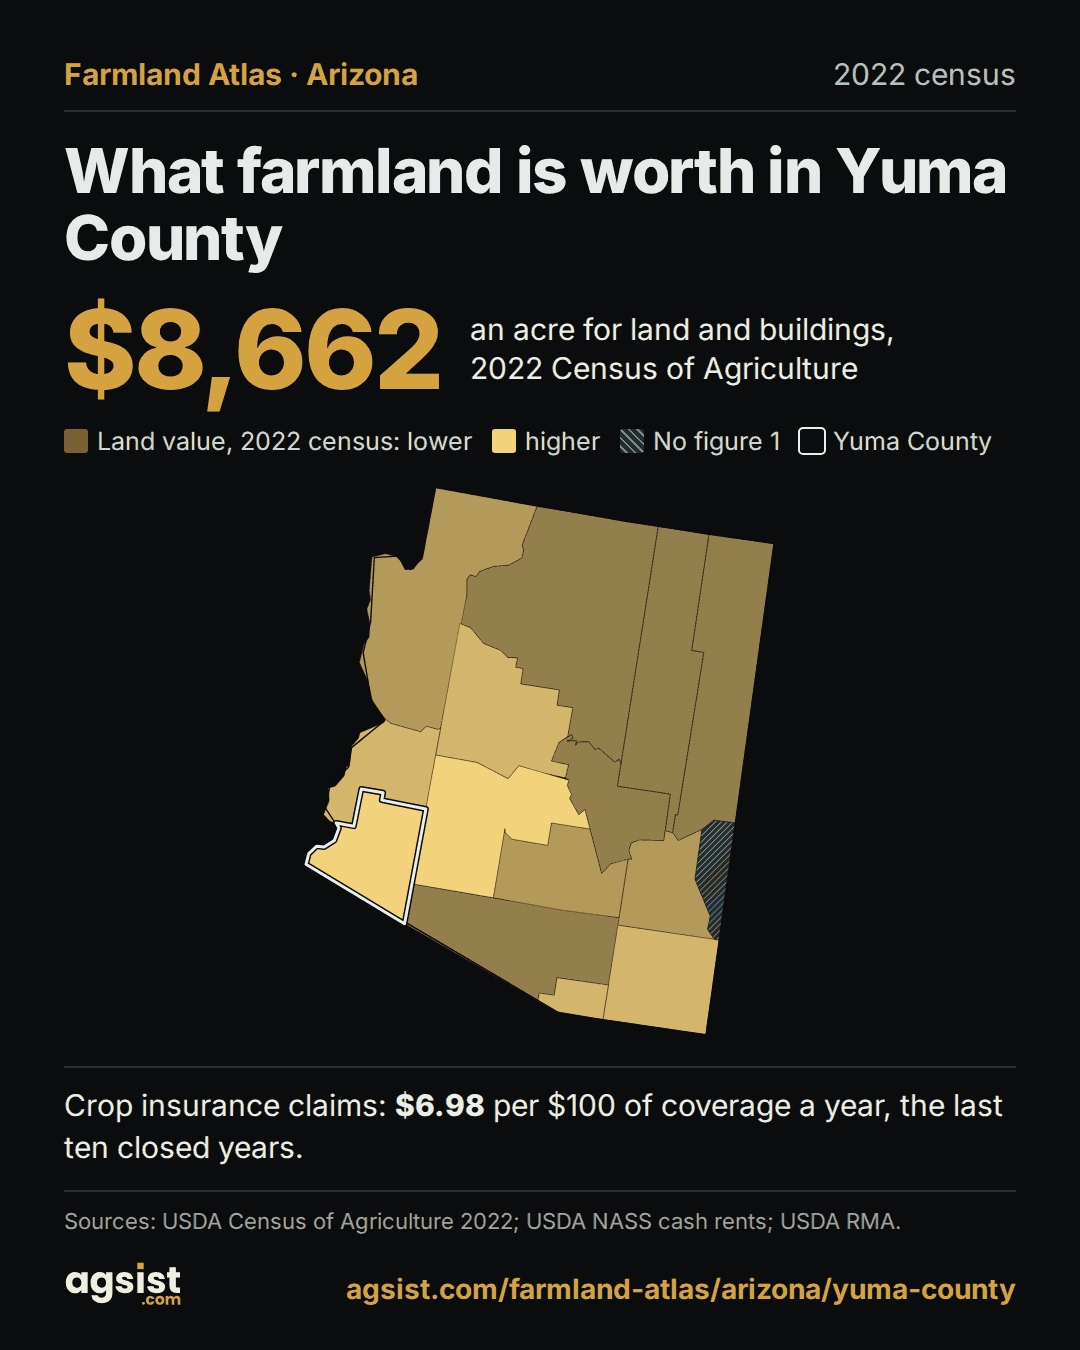 Farmland Atlas · Arizona
2022 census
What farmland is worth in Yuma
County
$8,662
an acre for land and buildings,
2022 Census of Agriculture
Land value, 2022 census: lower
higher
No figure 1
Yuma County
Crop insurance claims: $6.98 per $100 of coverage a year, the last
ten closed years.
Sources: USDA Census of Agriculture 2022; USDA NASS cash rents; USDA RMA.
agsist
.com
agsist.com/farmland-atlas/arizona/yuma-county